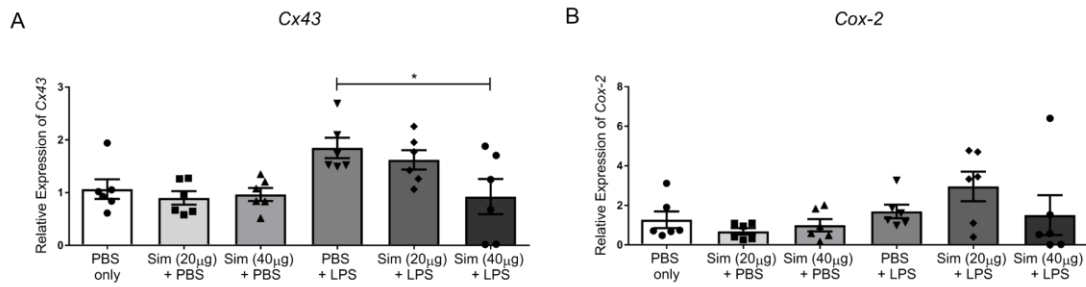 A
Cx43
Relative Expression of Cx43
3
2
1
0
*
PBS only
Sim (20μg) + PBS
Sim (40μg) + PBS
PBS + LPS
Sim (20μg) + LPS
Sim (40μg) + LPS
B
Cox-2
Relative Expression of Cox-2
8
6
4
2
0
PBS only
Sim (20μg) + PBS
Sim (40μg) + PBS
PBS + LPS
Sim (20μg) + LPS
Sim (40μg) + LPS